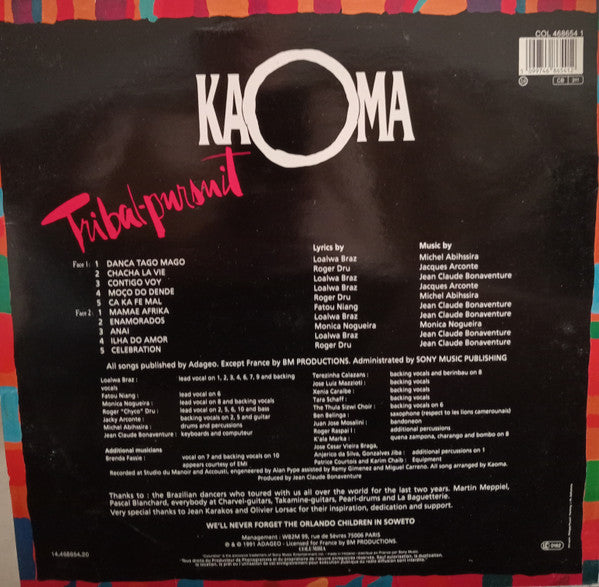 COL 468654 1
KAOMA
Tribal-pursuit
Lyrics by Music by
Face 1 : 1 DANCA TAGO MAGO Loalwa Braz Michel Abihssira
2 CHACHA LA VIE Roger Dru Jacques Arconte
3 CONTIGO VOY Loalwa Braz Jean Claude Bonaventure
4 MOÇO DO DENDE Loalwa Braz Michel Abihssira
5 CA KA FE MAL Roger Dru Jacques Arconte
Face 2 : 1 MAMAE AFRIKA Fatou Niang Michel Abihssira
2 ENAMORADOS Loalwa Braz Jean Claude Bonaventure
3 ANAI Monica Nogueira Monica Nogueira
4 ILHA DO AMOR Loalwa Braz Jean Claude Bonaventure
5 CELEBRATION Roger Dru Jean Claude Bonaventure
All songs published by Adageo. Except France by BM PRODUCTIONS. Administrated by SONY MUSIC PUBLISHING
Loalwa Braz : lead vocal on 1, 2, 3, 4, 6, 7, 9 and backing
vocals
Fatou Niang : lead vocal on 6
Monica Nogueira : lead vocal on 8 and backing vocals
Roger "Chyco" Dru : lead vocal on 2, 5, 6, 10 and bass
Jacky Arconte : backing vocals on 2, 5 and guitar
Michel Abihssira : drums and percussions
Jean Claude Bonaventure : keyboards and computeur
Additional musicians
Brenda Fassie : vocal on 7 and backing vocals on 10
appears courtesy of EMI
Terezinha Calazans : backing vocals and berinbau on 8
Jose Luiz Mazzioti : backing vocals
Xenia Caraibe : backing vocals
Tara Schaff : backing vocals
The Thula Sizwi Choir : backing vocals on 6
Ben Belinga : saxophone (respect to les lions camerounais)
Juan Jose Mosalini : bandoneon
Roger Raspail : additional percussions
K'ala Marka : quena zampona, charango and bombo on 8
Jose Cesar Vieira Braga,
Anjerica da Silva, Gonzalves Jiba : additional percussions on 1
Patrice Courtois and Karim Chaib : Equipment
Recorded at Studio du Manoir and Accousti, engeneered by Alan Pype assisted by Remy Gimenez and Miguel Carreno. All song arranged by Kaoma.
Produced by Jean Claude Bonaventure
Thanks to : the Brazilian dancers who toured with us all over the world for the last two years. Martin Meppiel,
Pascal Blanchard, everybody at Charvel-guitars, Takamine-guitars, Pearl-drums and La Baguetterie.
Very special thanks to Jean Karakos and Olivier Lorsac for their inspiration, dedication and support.
WE'LL NEVER FORGET THE ORLANDO CHILDREN IN SOWETO
Management : WB2M 99, rue de Sèvres 75006 PARIS
℗ & © 1991 ADAGEO - Licensed for France by BM PRODUCTIONS
COLUMBIA
14.468654.20